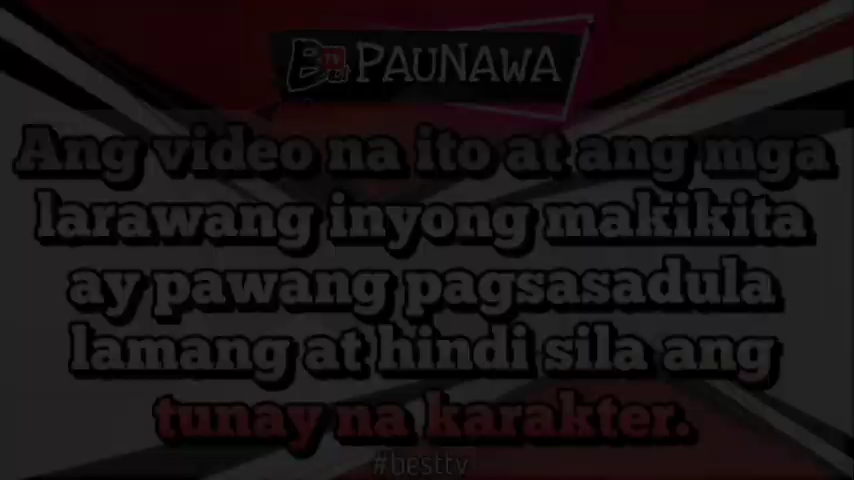 PAUNAWA
Ang video na ito at ang mga
larawang inyong makikita
ay pawang pagsasadula
lamang at hindi sila ang
tunay na karakter.
#besttv